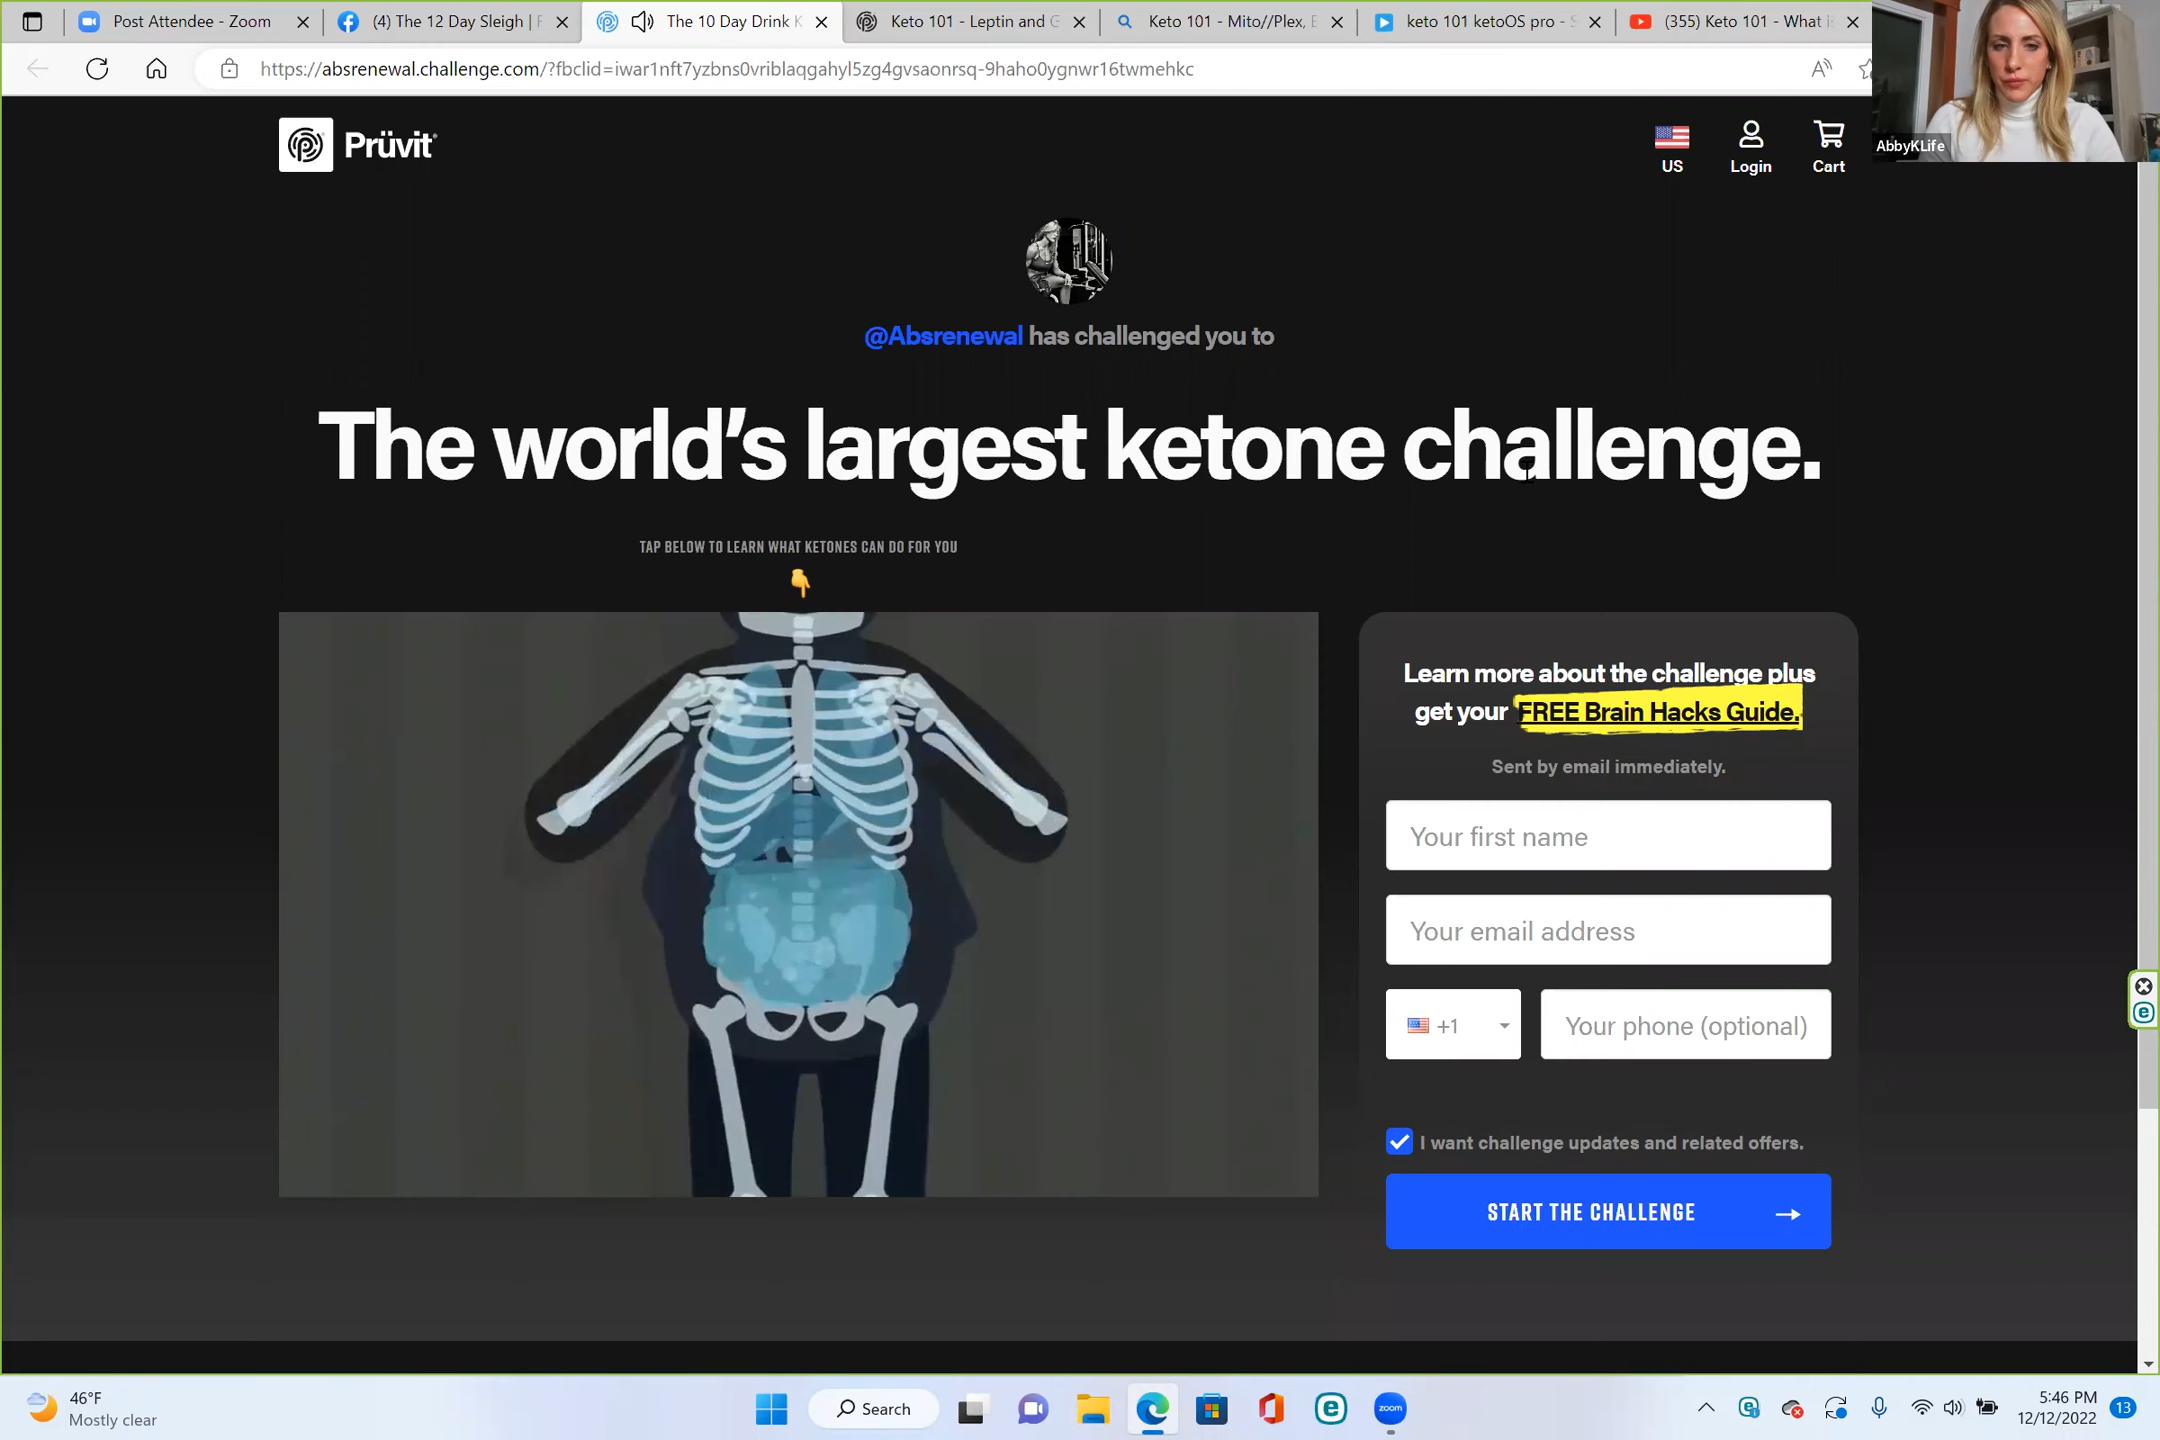 Post Attendee - Zoom
(4) The 12 Day Sleigh | F
The 10 Day Drink K
Keto 101 - Leptin and G
Keto 101 - Mito//Plex, E
keto 101 ketoOS pro - S
(355) Keto 101 - What i
https://absrenewal.challenge.com/?fbclid=iwar1nft7yzbns0vriblaqgahyl5zg4gvsaonrsq-9haho0ygnwr16twmehkc
AbbyKLife
Prüvit
US
Login
Cart
@Absrenewal has challenged you to
The world's largest ketone challenge.
TAP BELOW TO LEARN WHAT KETONES CAN DO FOR YOU
Learn more about the challenge plus
get your FREE Brain Hacks Guide.
Sent by email immediately.
Your first name
Your email address
+1
Your phone (optional)
I want challenge updates and related offers.
START THE CHALLENGE
46°F
Mostly clear
Search
zoom
5:46 PM
12/12/2022
13